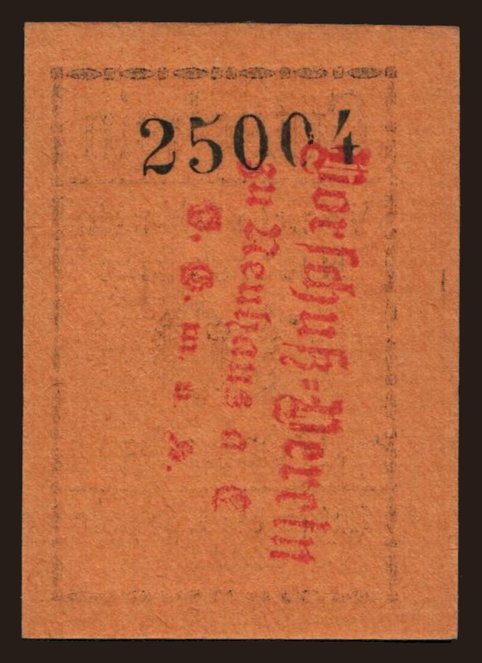 25004
Vorschuß=Verein
zu Neuhaus a E
E. G. m. u. H.